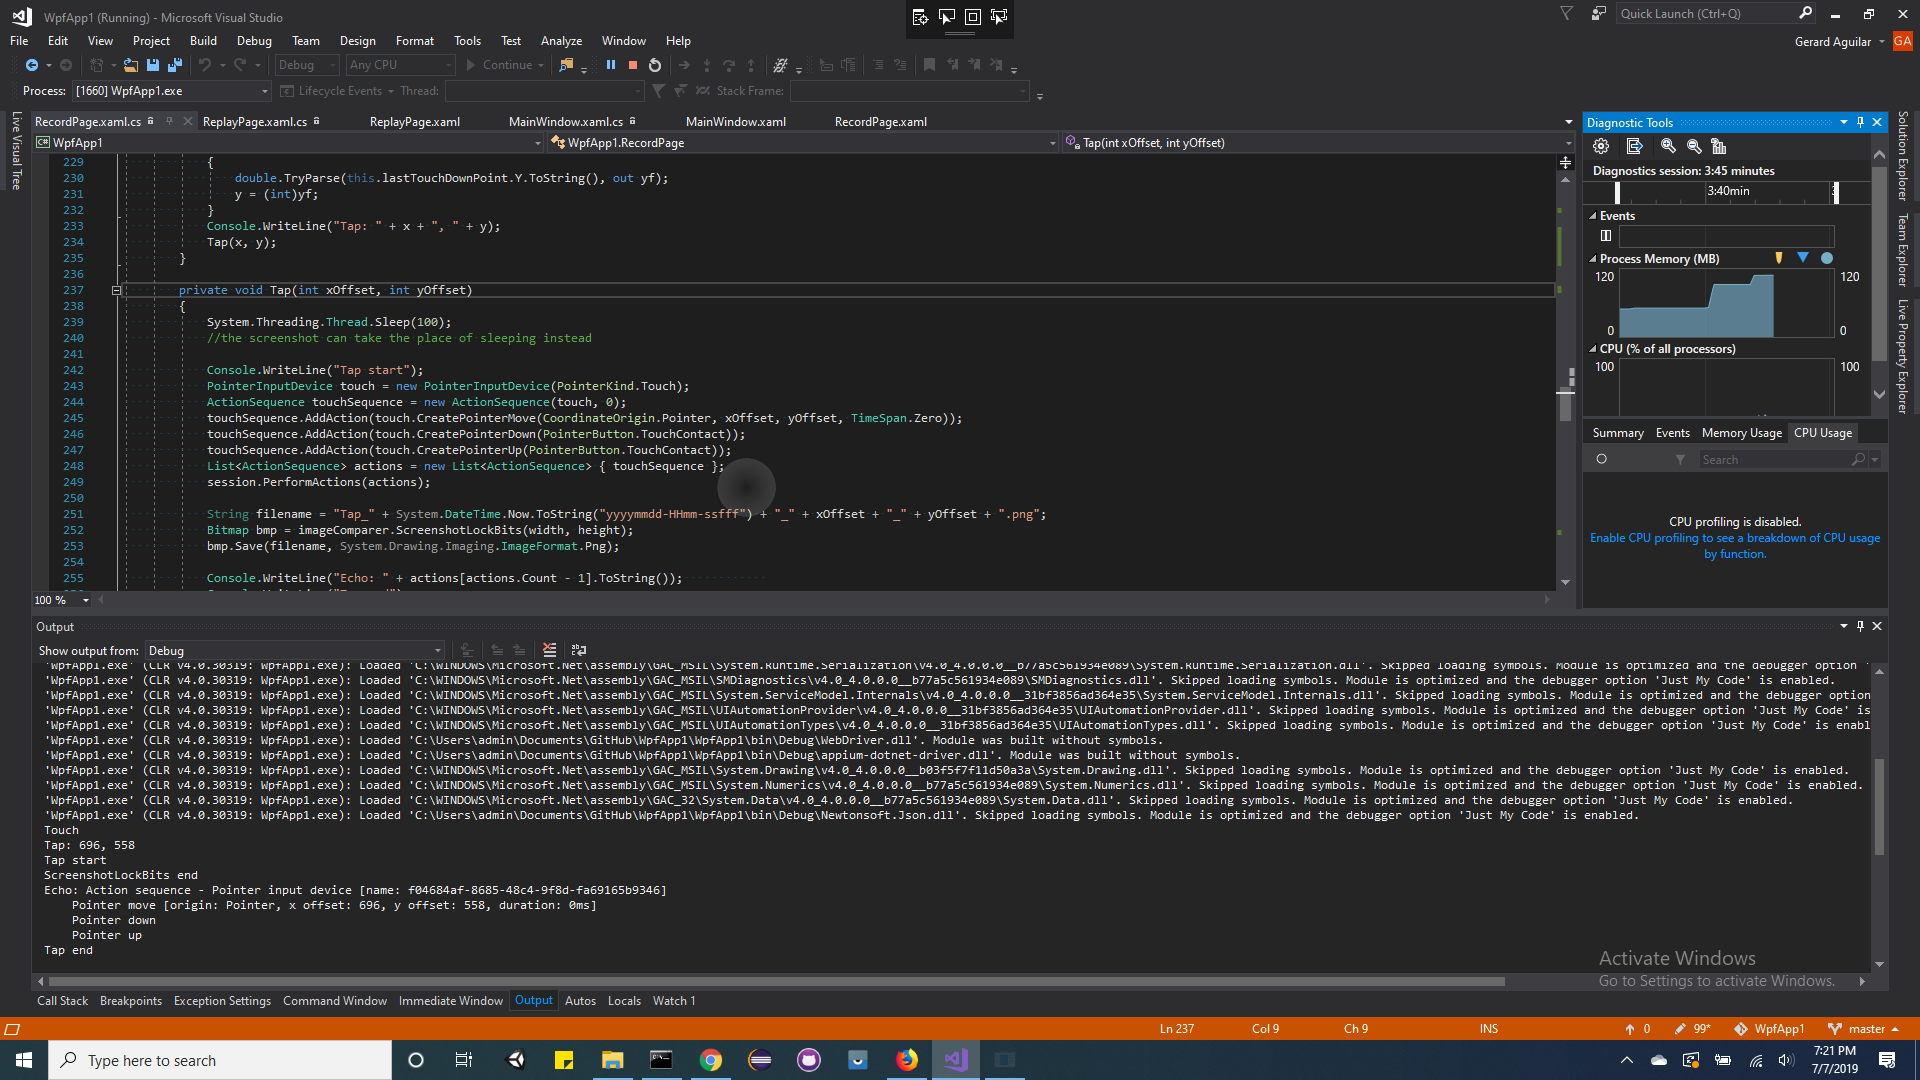 WpfApp1 (Running) - Microsoft Visual Studio
Quick Launch (Ctrl+Q)
File Edit View Project Build Debug Team Design Format Tools Test Analyze Window Help
Gerard Aguilar GA
Debug Any CPU Continue
Process: [1660] WpfApp1.exe Lifecycle Events Thread: Stack Frame:
RecordPage.xaml.cs ReplayPage.xaml.cs ReplayPage.xaml MainWindow.xaml.cs MainWindow.xaml RecordPage.xaml
WpfApp1 WpfApp1.RecordPage Tap(int xOffset, int yOffset)
Live Visual Tree
229 {
230 double.TryParse(this.lastTouchDownPoint.Y.ToString(), out yf);
231 y = (int)yf;
232 }
233 Console.WriteLine("Tap: " + x + ", " + y);
234 Tap(x, y);
235 }
236
237 private void Tap(int xOffset, int yOffset)
238 {
239 System.Threading.Thread.Sleep(100);
240 //the screenshot can take the place of sleeping instead
241
242 Console.WriteLine("Tap start");
243 PointerInputDevice touch = new PointerInputDevice(PointerKind.Touch);
244 ActionSequence touchSequence = new ActionSequence(touch, 0);
245 touchSequence.AddAction(touch.CreatePointerMove(CoordinateOrigin.Pointer, xOffset, yOffset, TimeSpan.Zero));
246 touchSequence.AddAction(touch.CreatePointerDown(PointerButton.TouchContact));
247 touchSequence.AddAction(touch.CreatePointerUp(PointerButton.TouchContact));
248 List<ActionSequence> actions = new List<ActionSequence> { touchSequence };
249 session.PerformActions(actions);
250
251 String filename = "Tap_" + System.DateTime.Now.ToString("yyyymmdd-HHmm-ssfff") + "_" + xOffset + "_" + yOffset + ".png";
252 Bitmap bmp = imageComparer.ScreenshotLockBits(width, height);
253 bmp.Save(filename, System.Drawing.Imaging.ImageFormat.Png);
254
255 Console.WriteLine("Echo: " + actions[actions.Count - 1].ToString());
100 %
Diagnostic Tools
Diagnostics session: 3:45 minutes
3:40min
Events
Process Memory (MB)
120 120
0 0
CPU (% of all processors)
100 100
Summary Events Memory Usage CPU Usage
Search
CPU profiling is disabled.
Enable CPU profiling to see a breakdown of CPU usage
by function.
Solution Explorer
Team Explorer
Live Property Explorer
Output
Show output from: Debug
'WpfApp1.exe' (CLR v4.0.30319: WpfApp1.exe): Loaded 'C:\WINDOWS\Microsoft.Net\assembly\GAC_MSIL\System.Runtime.Serialization\v4.0_4.0.0.0__b77a5c561934e089\System.Runtime.Serialization.dll'. Skipped loading symbols. Module is optimized and the debugger option '
'WpfApp1.exe' (CLR v4.0.30319: WpfApp1.exe): Loaded 'C:\WINDOWS\Microsoft.Net\assembly\GAC_MSIL\SMDiagnostics\v4.0_4.0.0.0__b77a5c561934e089\SMDiagnostics.dll'. Skipped loading symbols. Module is optimized and the debugger option 'Just My Code' is enabled.
'WpfApp1.exe' (CLR v4.0.30319: WpfApp1.exe): Loaded 'C:\WINDOWS\Microsoft.Net\assembly\GAC_MSIL\System.ServiceModel.Internals\v4.0_4.0.0.0__31bf3856ad364e35\System.ServiceModel.Internals.dll'. Skipped loading symbols. Module is optimized and the debugger option
'WpfApp1.exe' (CLR v4.0.30319: WpfApp1.exe): Loaded 'C:\WINDOWS\Microsoft.Net\assembly\GAC_MSIL\UIAutomationProvider\v4.0_4.0.0.0__31bf3856ad364e35\UIAutomationProvider.dll'. Skipped loading symbols. Module is optimized and the debugger option 'Just My Code' is
'WpfApp1.exe' (CLR v4.0.30319: WpfApp1.exe): Loaded 'C:\WINDOWS\Microsoft.Net\assembly\GAC_MSIL\UIAutomationTypes\v4.0_4.0.0.0__31bf3856ad364e35\UIAutomationTypes.dll'. Skipped loading symbols. Module is optimized and the debugger option 'Just My Code' is enabl
'WpfApp1.exe' (CLR v4.0.30319: WpfApp1.exe): Loaded 'C:\Users\admin\Documents\GitHub\WpfApp1\WpfApp1\bin\Debug\WebDriver.dll'. Module was built without symbols.
'WpfApp1.exe' (CLR v4.0.30319: WpfApp1.exe): Loaded 'C:\Users\admin\Documents\GitHub\WpfApp1\WpfApp1\bin\Debug\appium-dotnet-driver.dll'. Module was built without symbols.
'WpfApp1.exe' (CLR v4.0.30319: WpfApp1.exe): Loaded 'C:\WINDOWS\Microsoft.Net\assembly\GAC_MSIL\System.Drawing\v4.0_4.0.0.0__b03f5f7f11d50a3a\System.Drawing.dll'. Skipped loading symbols. Module is optimized and the debugger option 'Just My Code' is enabled.
'WpfApp1.exe' (CLR v4.0.30319: WpfApp1.exe): Loaded 'C:\WINDOWS\Microsoft.Net\assembly\GAC_MSIL\System.Numerics\v4.0_4.0.0.0__b77a5c561934e089\System.Numerics.dll'. Skipped loading symbols. Module is optimized and the debugger option 'Just My Code' is enabled.
'WpfApp1.exe' (CLR v4.0.30319: WpfApp1.exe): Loaded 'C:\WINDOWS\Microsoft.Net\assembly\GAC_32\System.Data\v4.0_4.0.0.0__b77a5c561934e089\System.Data.dll'. Skipped loading symbols. Module is optimized and the debugger option 'Just My Code' is enabled.
'WpfApp1.exe' (CLR v4.0.30319: WpfApp1.exe): Loaded 'C:\Users\admin\Documents\GitHub\WpfApp1\WpfApp1\bin\Debug\Newtonsoft.Json.dll'. Skipped loading symbols. Module is optimized and the debugger option 'Just My Code' is enabled.
Touch
Tap: 696, 558
Tap start
ScreenshotLockBits end
Echo: Action sequence - Pointer input device [name: f04684af-8685-48c4-9f8d-fa69165b9346]
Pointer move [origin: Pointer, x offset: 696, y offset: 558, duration: 0ms]
Pointer down
Pointer up
Tap end
Activate Windows
Go to Settings to activate Windows.
Call Stack Breakpoints Exception Settings Command Window Immediate Window Output Autos Locals Watch 1
Ln 237 Col 9 Ch 9 INS 0 99* WpfApp1 master
Type here to search
7:21 PM
7/7/2019